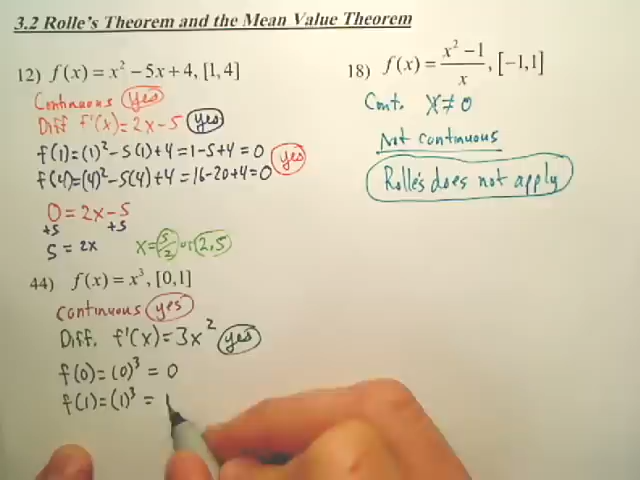 3.2 Rolle's Theorem and the Mean Value Theorem
12) f(x) = x² − 5x + 4, [1, 4]
Continuous yes
Diff f'(x) = 2x − 5 yes
f(1) = (1)² − 5(1) + 4 = 1 − 5 + 4 = 0 yes
f(4) = (4)² − 5(4) + 4 = 16 − 20 + 4 = 0
0 = 2x − 5
+5 +5
5 = 2x x = 5/2 or 2.5
44) f(x) = x³, [0,1]
Continuous yes
Diff. f'(x) = 3x² yes
f(0) = (0)³ = 0
f(1) = (1)³ = 1
18) f(x) = (x² − 1)/x, [−1,1]
Cont. x ≠ 0
Not continuous
Rolle's does not apply